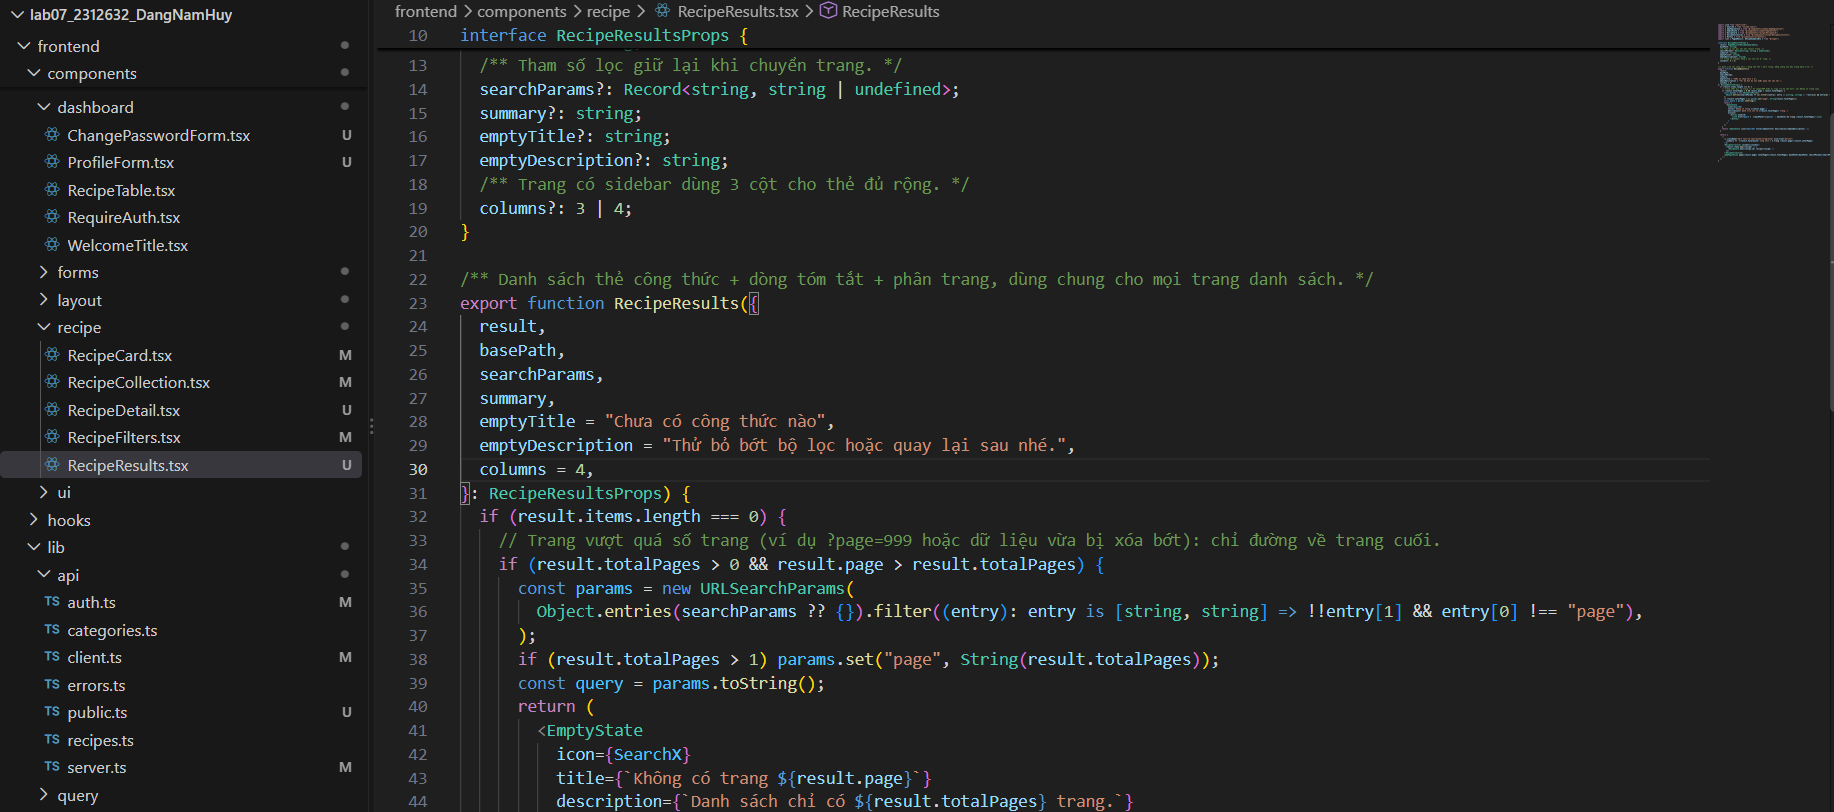 lab07_2312632_DangNamHuy
frontend
components
dashboard
ChangePasswordForm.tsx U
ProfileForm.tsx U
RecipeTable.tsx
RequireAuth.tsx
WelcomeTitle.tsx
forms
layout
recipe
RecipeCard.tsx M
RecipeCollection.tsx M
RecipeDetail.tsx U
RecipeFilters.tsx M
RecipeResults.tsx U
ui
hooks
lib
api
TS auth.ts M
TS categories.ts
TS client.ts M
TS errors.ts
TS public.ts U
TS recipes.ts
TS server.ts M
query
frontend > components > recipe > RecipeResults.tsx > RecipeResults
10 interface RecipeResultsProps {
13 /** Tham số lọc giữ lại khi chuyển trang. */
14 searchParams?: Record<string, string | undefined>;
15 summary?: string;
16 emptyTitle?: string;
17 emptyDescription?: string;
18 /** Trang có sidebar dùng 3 cột cho thẻ đủ rộng. */
19 columns?: 3 | 4;
20 }
21
22 /** Danh sách thẻ công thức + dòng tóm tắt + phân trang, dùng chung cho mọi trang danh sách. */
23 export function RecipeResults({
24 result,
25 basePath,
26 searchParams,
27 summary,
28 emptyTitle = "Chưa có công thức nào",
29 emptyDescription = "Thử bỏ bớt bộ lọc hoặc quay lại sau nhé.",
30 columns = 4,
31 }: RecipeResultsProps) {
32 if (result.items.length === 0) {
33 // Trang vượt quá số trang (ví dụ ?page=999 hoặc dữ liệu vừa bị xóa bớt): chỉ đường về trang cuối.
34 if (result.totalPages > 0 && result.page > result.totalPages) {
35 const params = new URLSearchParams(
36 Object.entries(searchParams ?? {}).filter((entry): entry is [string, string] => !!entry[1] && entry[0] !== "page"),
37 );
38 if (result.totalPages > 1) params.set("page", String(result.totalPages));
39 const query = params.toString();
40 return (
41 <EmptyState
42 icon={SearchX}
43 title={`Không có trang ${result.page}`}
44 description={`Danh sách chỉ có ${result.totalPages} trang.`}